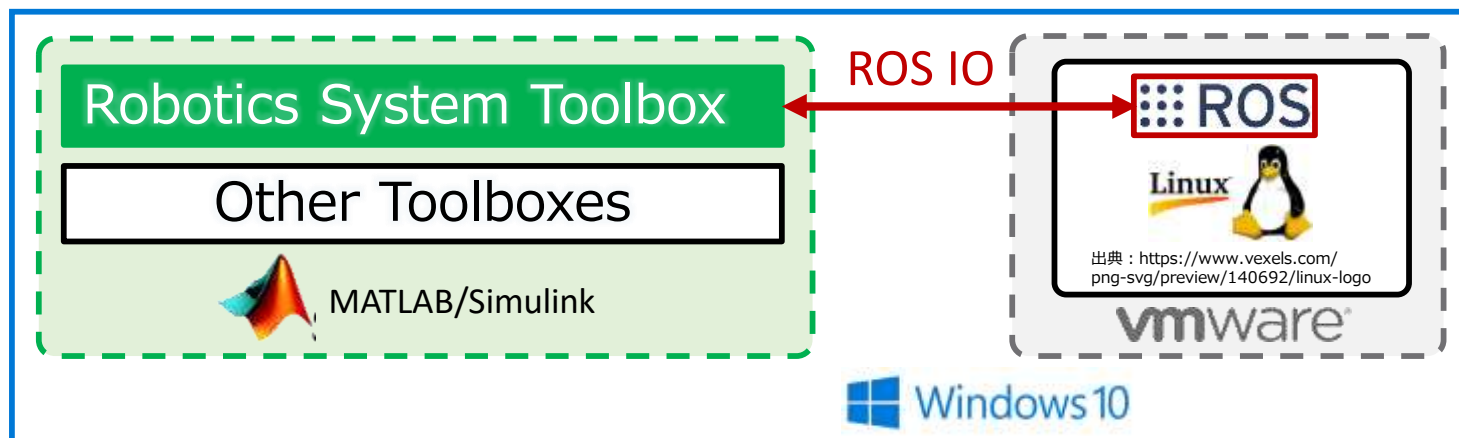 Robotics System Toolbox
Other Toolboxes
MATLAB/Simulink
ROS IO
ROS
Linux
出典：https://www.vexels.com/
png-svg/preview/140692/linux-logo
vmware®
Windows 10